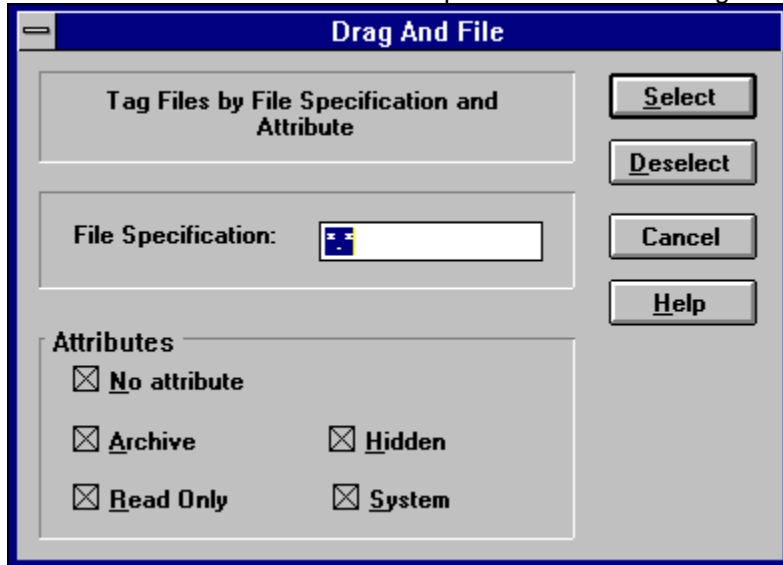 Drag And File
Tag Files by File Specification and
Attribute
Select
Deselect
File Specification: *.*
Cancel
Help
Attributes
No attribute
Archive
Hidden
Read Only
System